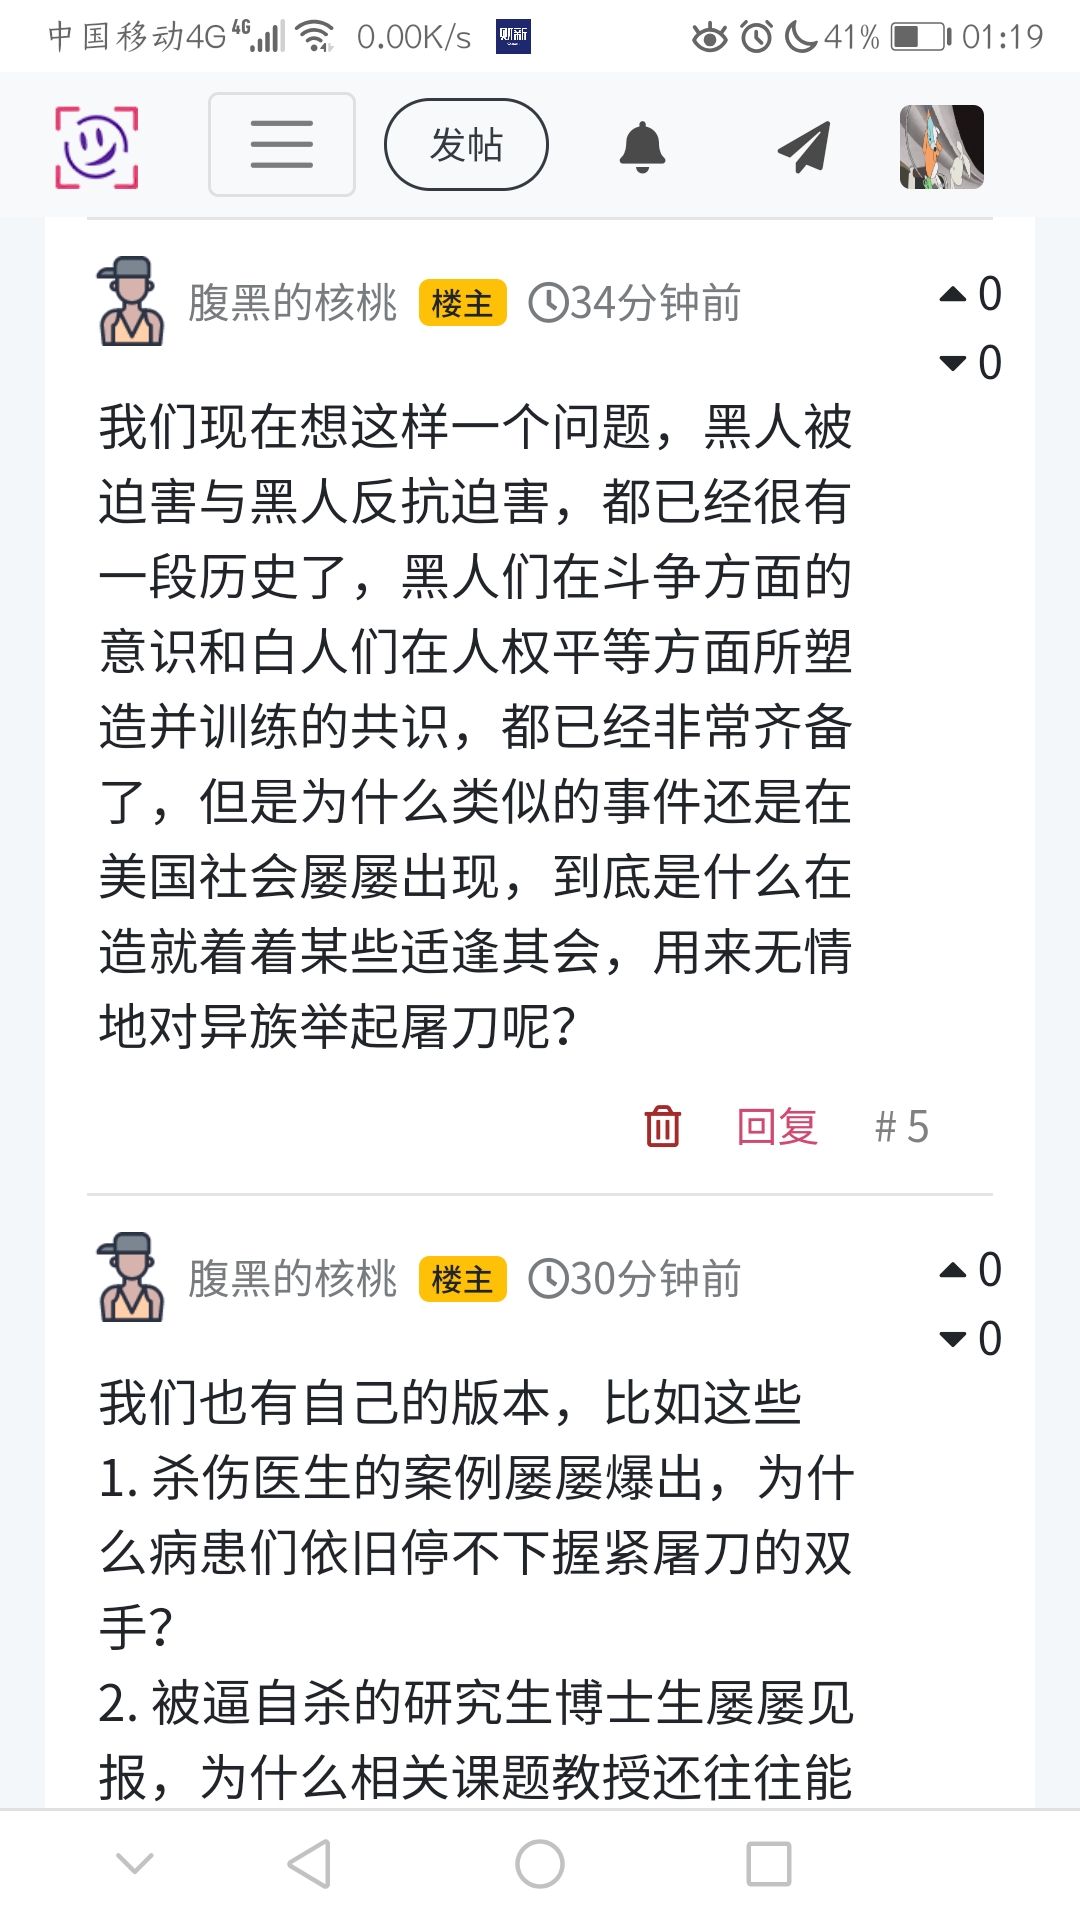 中国移动4G 4G 0.00K/s 财新 41% 01:19
发帖
腹黑的核桃 楼主 34分钟前 0
0
我们现在想这样一个问题，黑人被
迫害与黑人反抗迫害，都已经很有
一段历史了，黑人们在斗争方面的
意识和白人们在人权平等方面所塑
造并训练的共识，都已经非常齐备
了，但是为什么类似的事件还是在
美国社会屡屡出现，到底是什么在
造就着着某些适逢其会，用来无情
地对异族举起屠刀呢？
回复 # 5
腹黑的核桃 楼主 30分钟前 0
0
我们也有自己的版本，比如这些
1. 杀伤医生的案例屡屡爆出，为什
么病患们依旧停不下握紧屠刀的双
手？
2. 被逼自杀的研究生博士生屡屡见
报，为什么相关课题教授还往往能